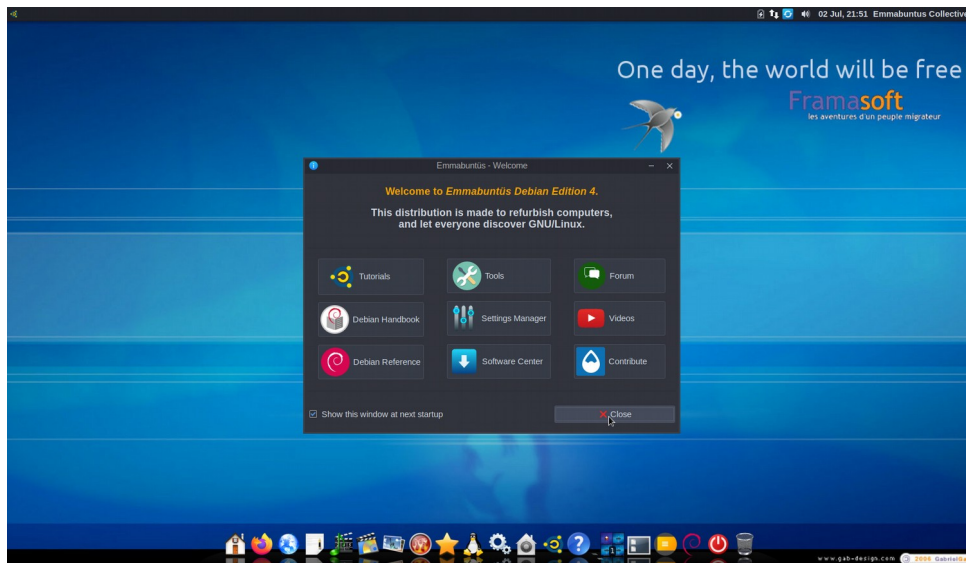 02 Jul, 21:51 Emmabuntus Collective
One day, the world will be free
Framasoft
les aventures d'un peuple migrateur
Emmabuntüs - Welcome
Welcome to Emmabuntüs Debian Edition 4.
This distribution is made to refurbish computers,
and let everyone discover GNU/Linux.
Tutorials
Tools
Forum
Debian Handbook
Settings Manager
Videos
Debian Reference
Software Center
Contribute
Show this window at next startup
Close
1
www.gab-design.com
2006 Gabriel